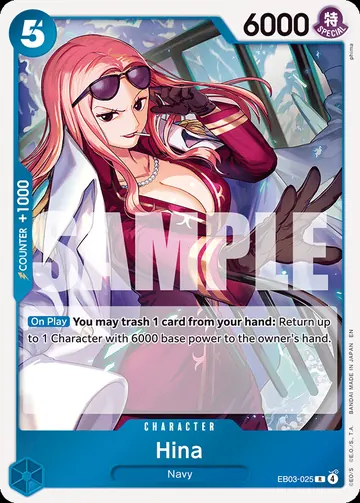 5
6000
特
SPECIAL
phima
COUNTER +1000
SAMPLE
On Play You may trash 1 card from your hand: Return up
to 1 Character with 6000 base power to the owner's hand.
©E.O./S. ©E.O./S., T.A. BANDAI MADE IN JAPAN EN
CHARACTER
Hina
Navy
EB03-025 R 4